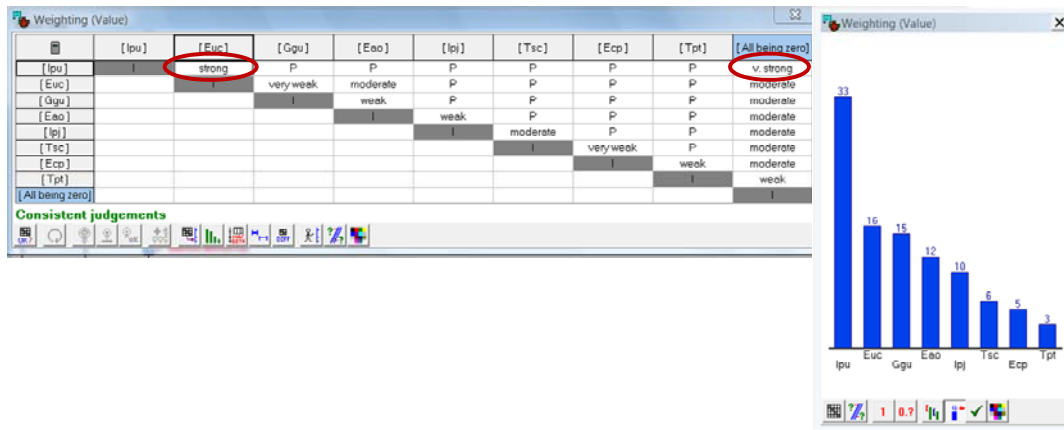 Weighting (Value)
[ Ipu ] [ Euc ] [ Ggu ] [ Eao ] [ Ipj ] [ Tsc ] [ Ecp ] [ Tpt ] [ All being zero]
[ Ipu ] I strong P P P P P P v. strong
[ Euc ] I very weak moderate P P P P moderate
[ Ggu ] I weak P P P P moderate
[ Eao ] I weak P P P moderate
[ Ipj ] I moderate P P moderate
[ Tsc ] I very weak P moderate
[ Ecp ] I weak moderate
[ Tpt ] I weak
[ All being zero] I
Consistent judgements
Weighting (Value)
33
16
15
12
10
6
5
3
Ipu Euc Ggu Eao Ipj Tsc Ecp Tpt
1 0.?